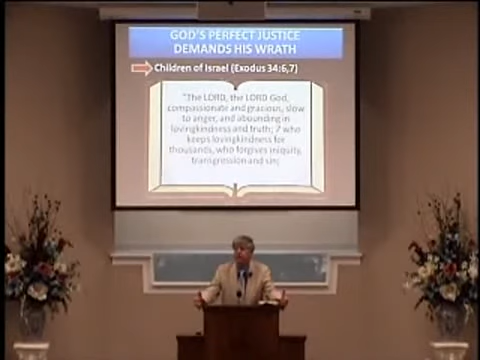 GOD'S PERFECT JUSTICE
DEMANDS HIS WRATH
Children of Israel (Exodus 34:6,7)
"The LORD, the LORD God,
compassionate and gracious, slow
to anger, and abounding in
lovingkindness and truth; 7 who
keeps lovingkindness for
thousands, who forgives iniquity,
transgression and sin;